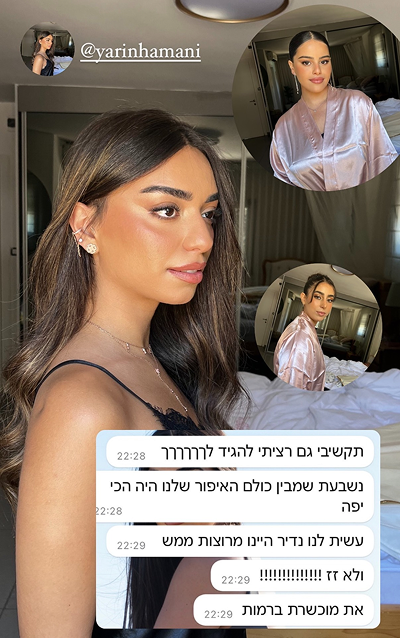 @yarinhamani
תקשיבי גם רציתי להגיד לךךךךךך
22:28
נשבעת שמבין כולם האיפור שלנו היה הכי
יפה
22:28
עשית לנו נדיר היינו מרוצות ממש
22:29
ולא זז !!!!!!!!!!!!!!
22:29
את מוכשרת ברמות
22:29